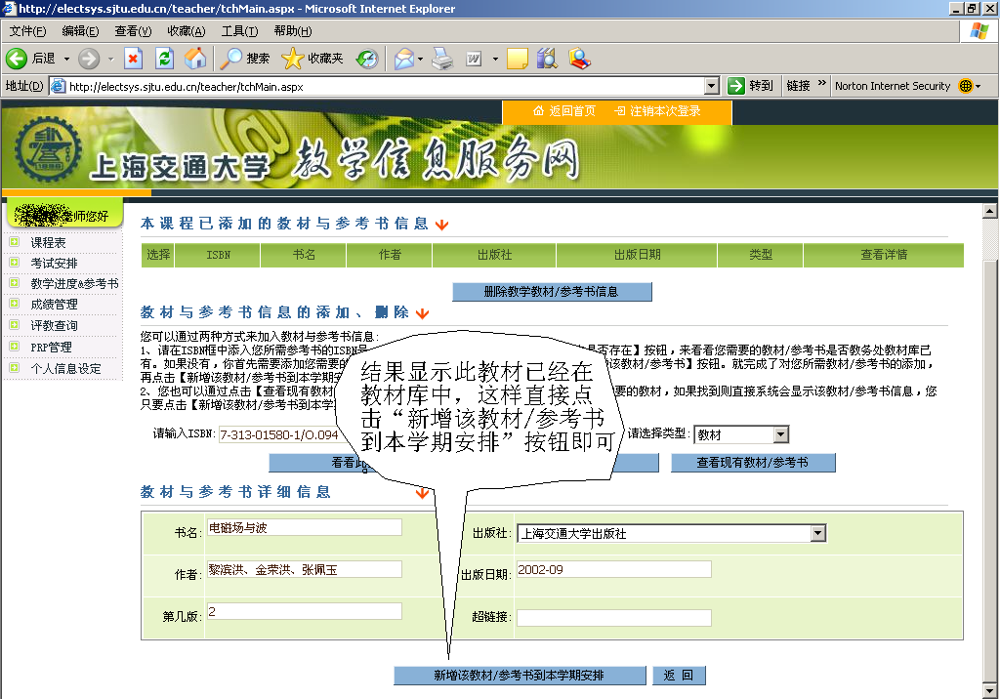 http://electsys.sjtu.edu.cn/teacher/tchMain.aspx - Microsoft Internet Explorer
文件(F) 编辑(E) 查看(V) 收藏(A) 工具(T) 帮助(H)
后退 搜索 收藏夹
地址(D) http://electsys.sjtu.edu.cn/teacher/tchMain.aspx 转到 链接 » Norton Internet Security
返回首页 注销本次登录
上海交通大学 教学信息服务网
老师您好
课程表
考试安排
教学进度&参考书
成绩管理
评教查询
PRP管理
个人信息设定
本课程已添加的教材与参考书信息
选择 ISBN 书名 作者 出版社 出版日期 类型 查看详情
删除教学教材/参考书信息
教材与参考书信息的添加、删除
您可以通过两种方式来加入教材与参考书信息:
1、请在ISBN框中添入您所需参考书的ISBN号 是否存在】按钮，来看看您需要的教材/参考书是否教务处教材库已
有。如果没有，你首先需要添加您需要的 该教材/参考书】按钮。就完成了对您所需教材/参考书的添加，
再点击【新增该教材/参考书到本学期安
2、您也可以通过点击【查看现有教材 要的教材，如果找到则直接系统会显示该教材/参考书信息，您
只要点击【新增该教材/参考书到本学
结果显示此教材已经在
教材库中，这样直接点
击“新增该教材/参考书
到本学期安排”按钮即可
请输入ISBN: 7-313-01580-1/O.094 请选择类型: 教材
看看此 查看现有教材/参考书
教材与参考书详细信息
书名: 电磁场与波 出版社: 上海交通大学出版社
作者: 黎滨洪、金荣洪、张佩玉 出版日期: 2002-09
第几版: 2 超链接:
新增该教材/参考书到本学期安排 返 回